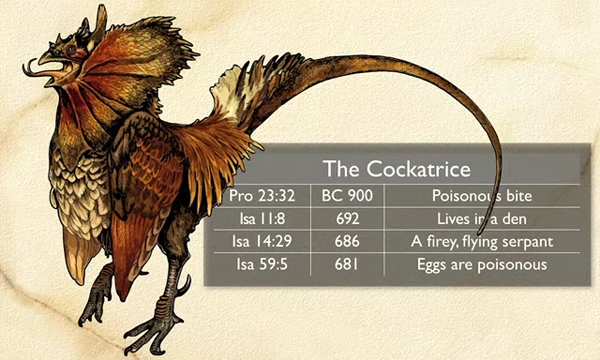 The Cockatrice
Pro 23:32 BC 900 Poisonous bite
Isa 11:8 692 Lives in a den
Isa 14:29 686 A firey, flying serpant
Isa 59:5 681 Eggs are poisonous